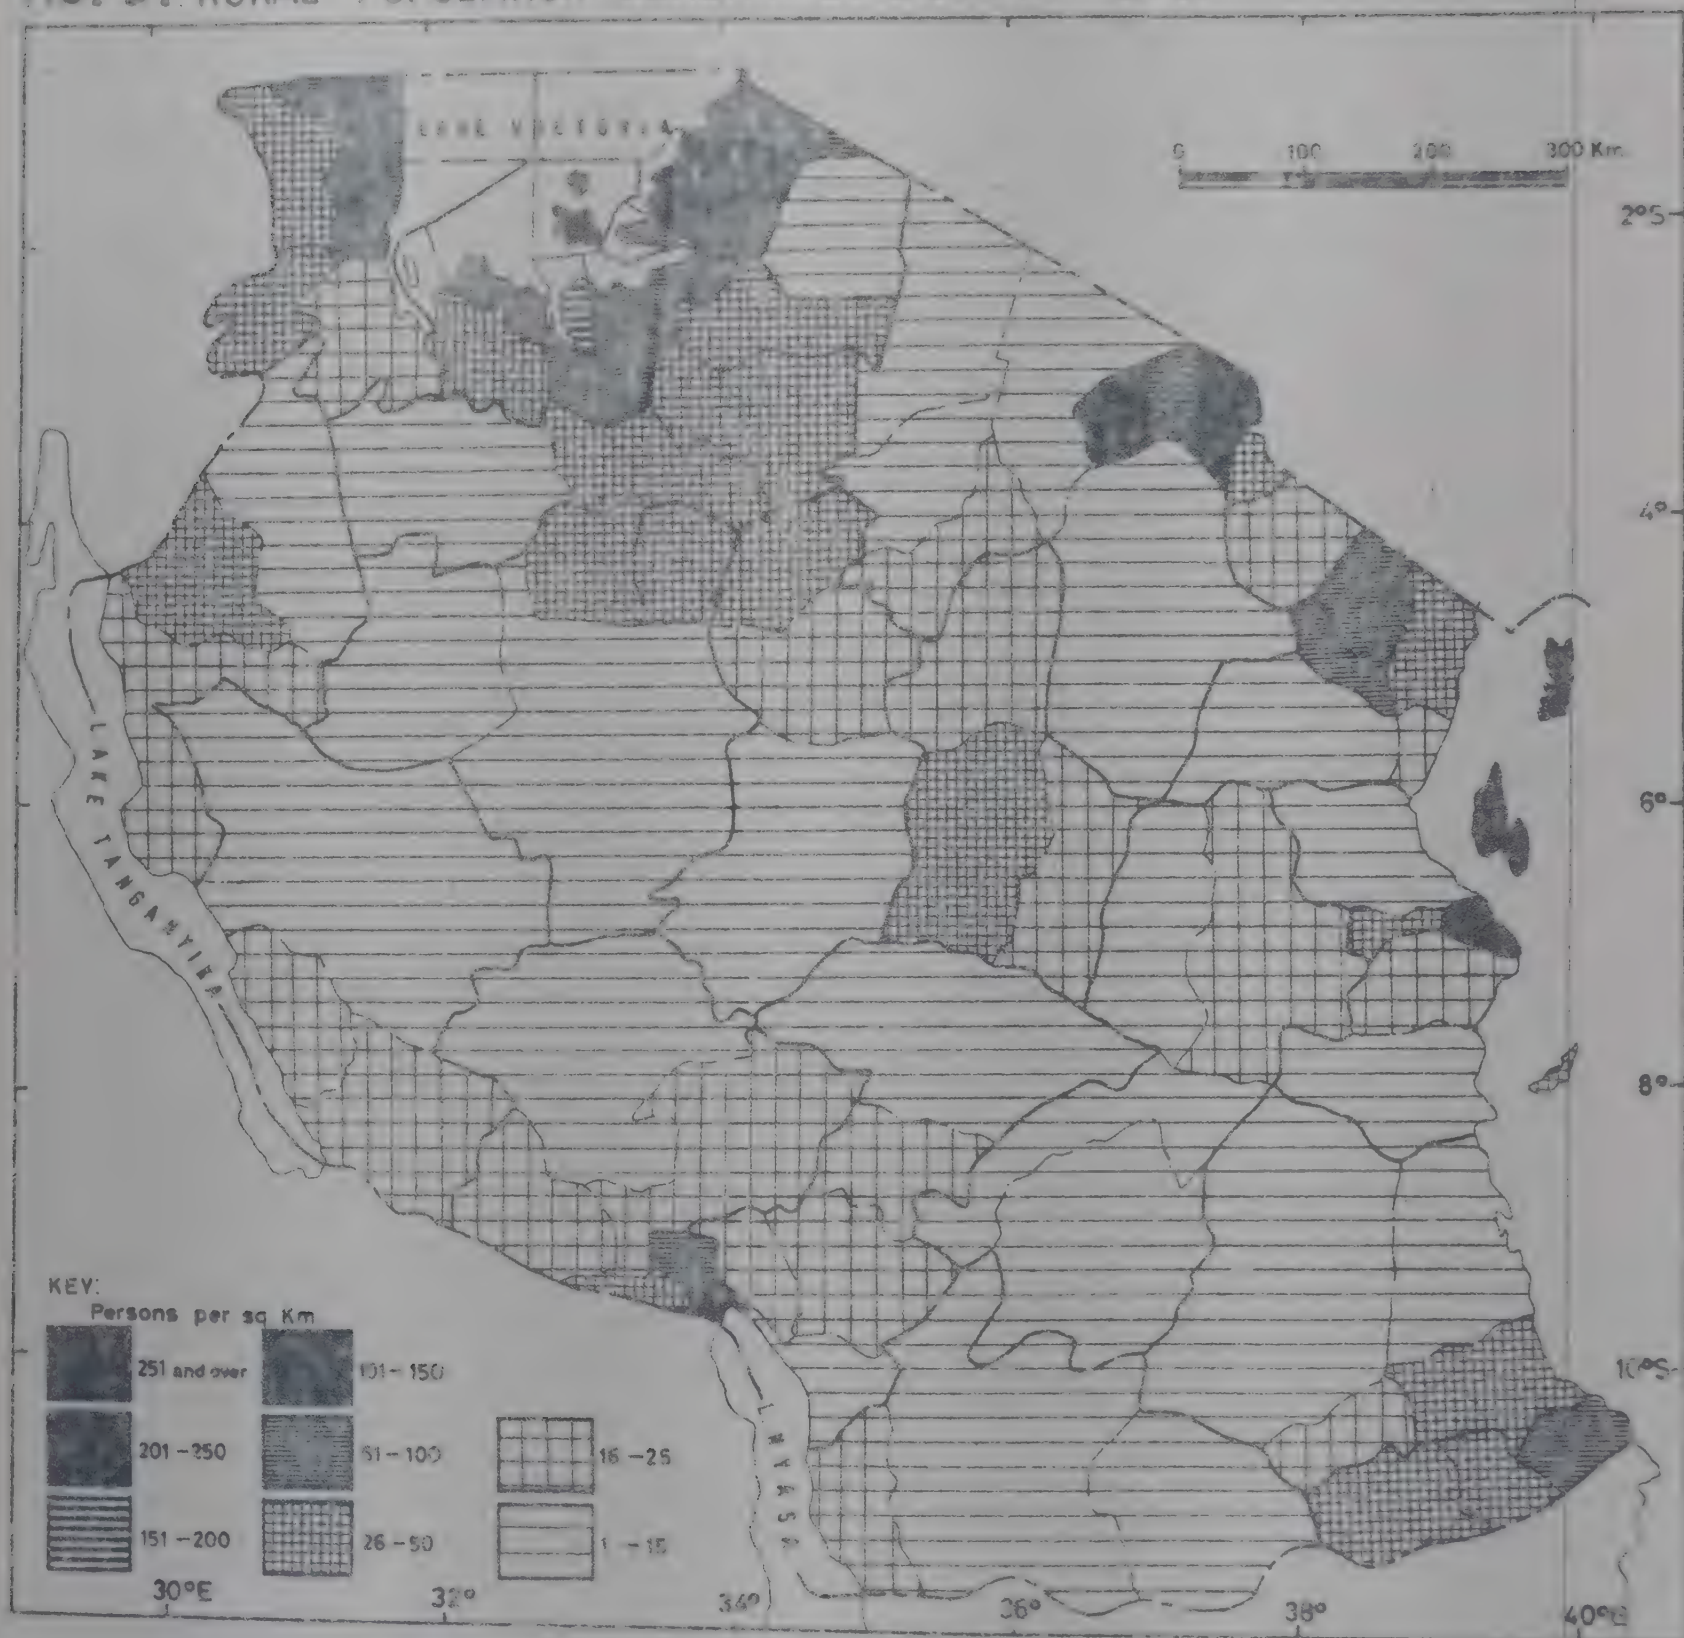 RURAL
LAKE VICTORIA
0 100 200 300 Km.
2°S
4°
6°
8°
10°S
LAKE TANGANYIKA
L NYASA
KEY:
Persons per sq Km
251 and over
201-250
151-200
101-150
51-100
26-50
16-25
1-15
30°E 32° 34° 36° 38° 40°E